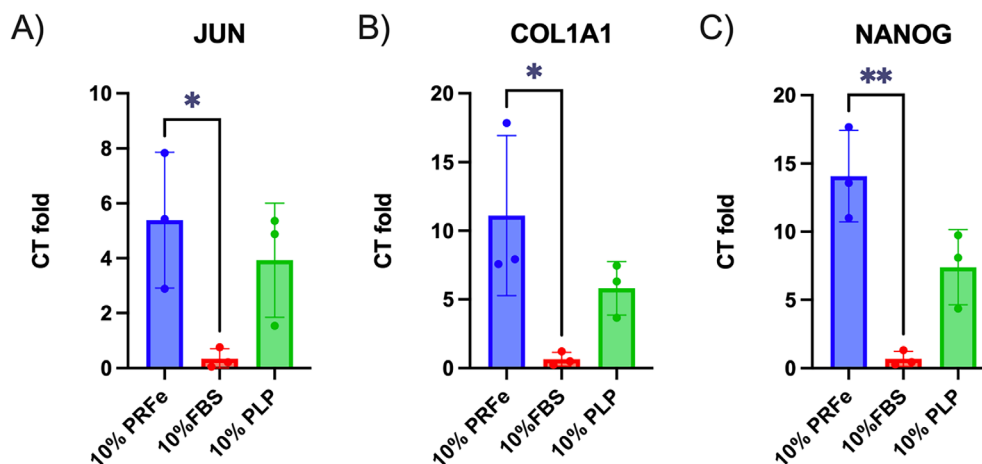 A)
JUN
CT fold
10
8
6
4
2
0
*
10% PRFe
10%FBS
10% PLP
B)
COL1A1
CT fold
20
15
10
5
0
*
10% PRFe
10%FBS
10% PLP
C)
NANOG
CT fold
20
15
10
5
0
**
10% PRFe
10%FBS
10% PLP